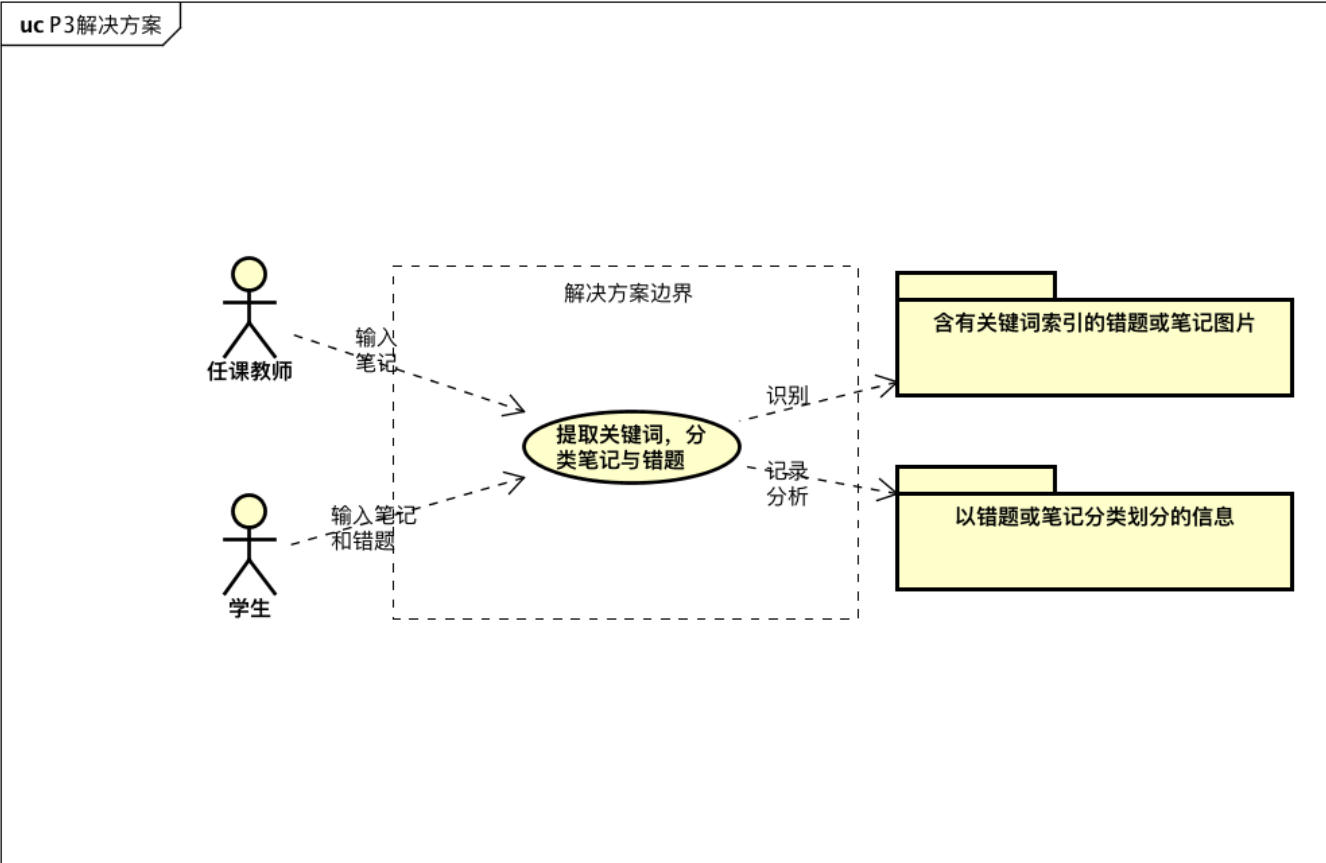 uc P3解决方案
解决方案边界
任课教师
输入
笔记
学生
输入笔记
和错题
提取关键词，分
类笔记与错题
识别
记录
分析
含有关键词索引的错题或笔记图片
以错题或笔记分类划分的信息